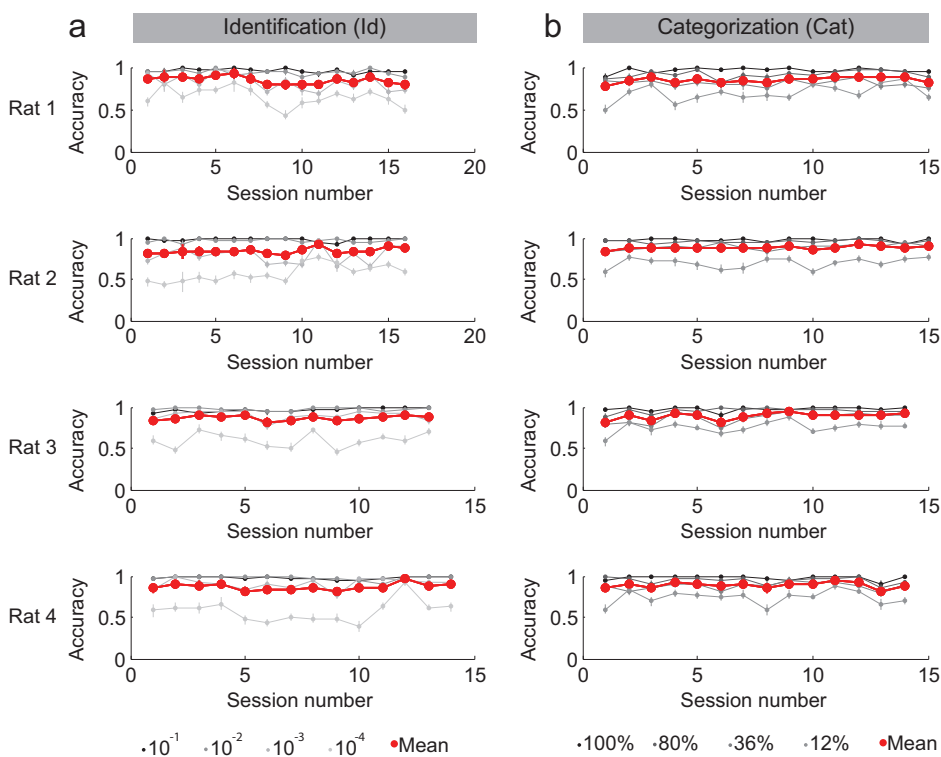 a Identification (Id) b Categorization (Cat)
Rat 1
Accuracy 1 0.5 0
0 5 10 15 20
Session number
Accuracy 1 0.5 0
0 5 10 15
Session number
Rat 2
Accuracy 1 0.5 0
0 5 10 15 20
Session number
Accuracy 1 0.5 0
0 5 10 15
Session number
Rat 3
Accuracy 1 0.5 0
0 5 10 15
Session number
Accuracy 1 0.5 0
0 5 10 15
Session number
Rat 4
Accuracy 1 0.5 0
0 5 10 15
Session number
Accuracy 1 0.5 0
0 5 10 15
Session number
10⁻¹ 10⁻² 10⁻³ 10⁻⁴ Mean
100% 80% 36% 12% Mean